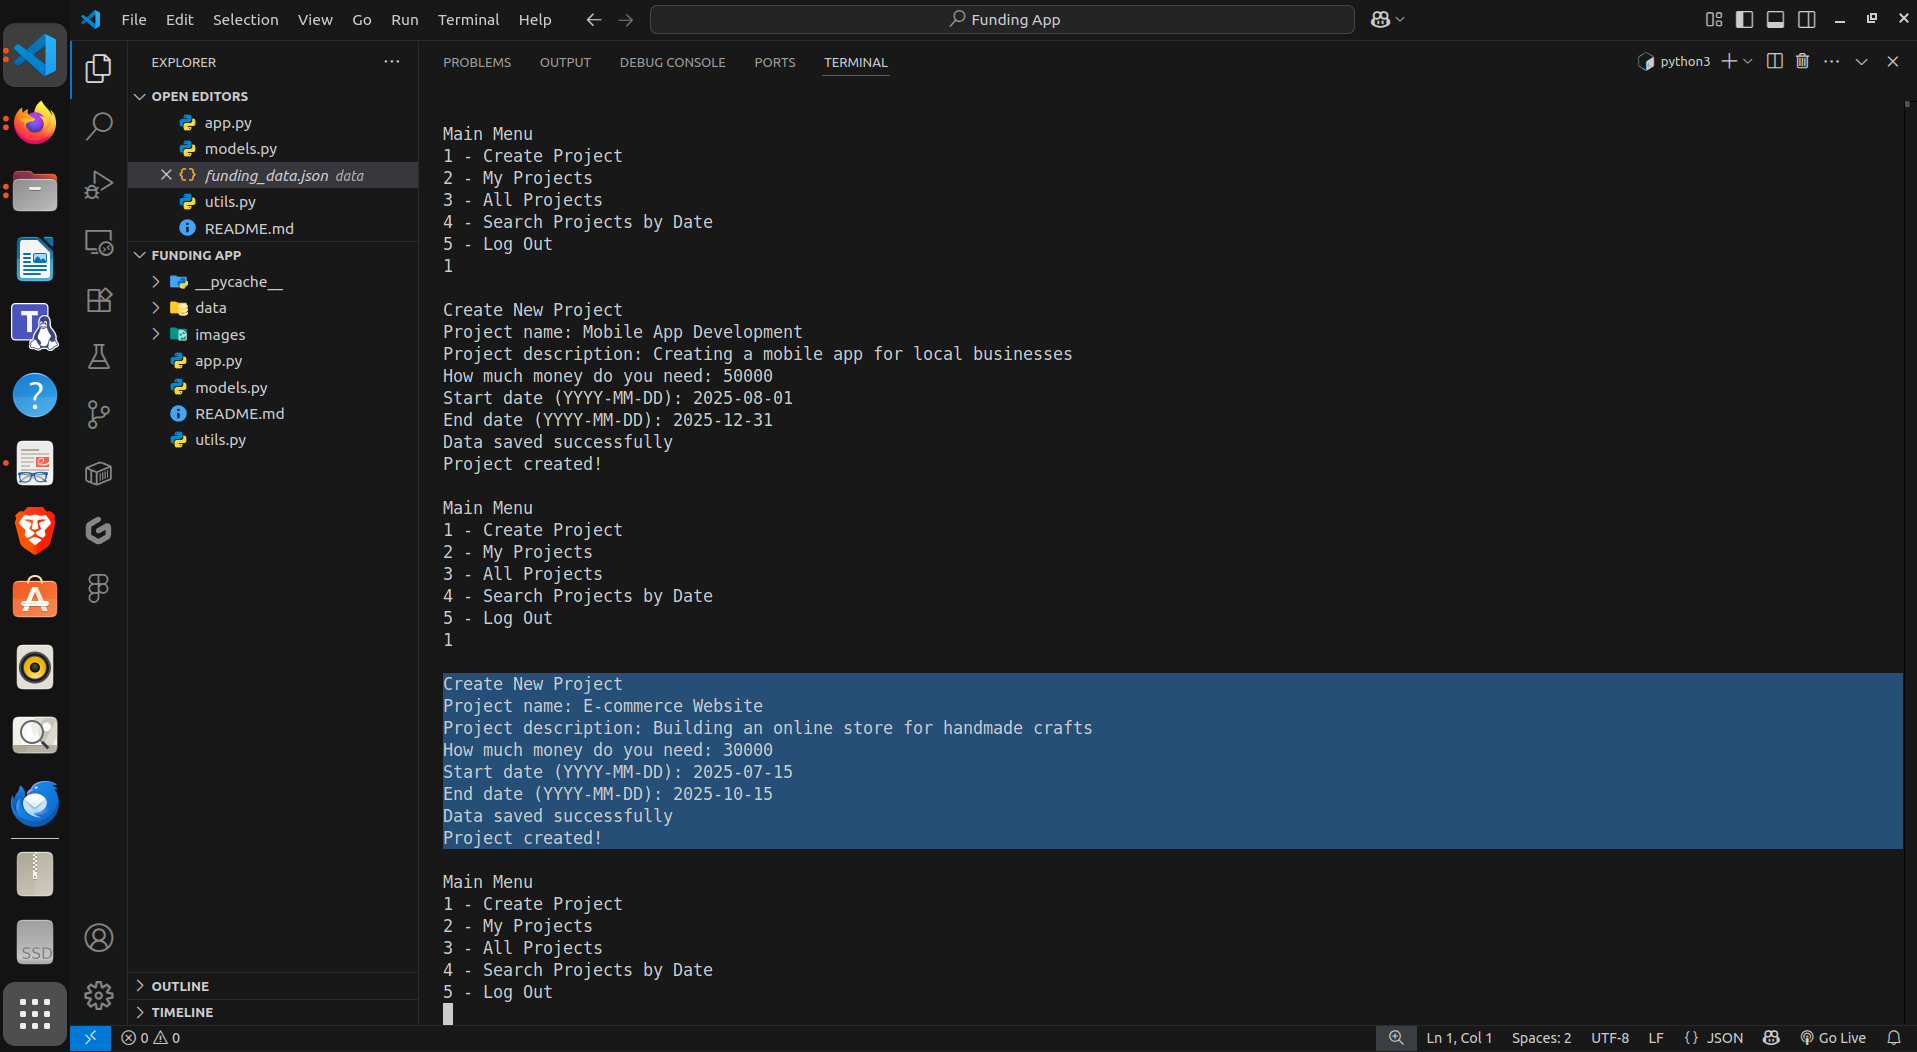 File Edit Selection View Go Run Terminal Help
Funding App
EXPLORER
OPEN EDITORS
app.py
models.py
funding_data.json data
utils.py
README.md
FUNDING APP
__pycache__
data
images
app.py
models.py
README.md
utils.py
OUTLINE
TIMELINE
PROBLEMS OUTPUT DEBUG CONSOLE PORTS TERMINAL
python3
Main Menu
1 - Create Project
2 - My Projects
3 - All Projects
4 - Search Projects by Date
5 - Log Out
1
Create New Project
Project name: Mobile App Development
Project description: Creating a mobile app for local businesses
How much money do you need: 50000
Start date (YYYY-MM-DD): 2025-08-01
End date (YYYY-MM-DD): 2025-12-31
Data saved successfully
Project created!
Main Menu
1 - Create Project
2 - My Projects
3 - All Projects
4 - Search Projects by Date
5 - Log Out
1
Create New Project
Project name: E-commerce Website
Project description: Building an online store for handmade crafts
How much money do you need: 30000
Start date (YYYY-MM-DD): 2025-07-15
End date (YYYY-MM-DD): 2025-10-15
Data saved successfully
Project created!
Main Menu
1 - Create Project
2 - My Projects
3 - All Projects
4 - Search Projects by Date
5 - Log Out
SSD
0 0
Ln 1, Col 1 Spaces: 2 UTF-8 LF {} JSON Go Live